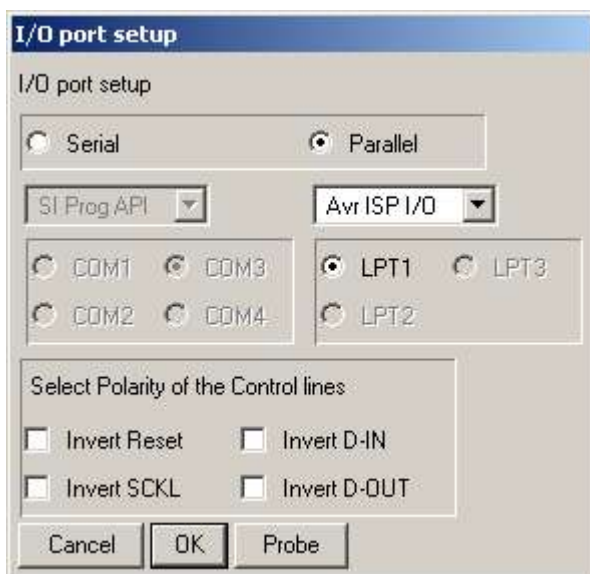 I/O port setup
I/O port setup
Serial Parallel
SI Prog API Avr ISP I/O
COM1 COM3 LPT1 LPT3
COM2 COM4 LPT2
Select Polarity of the Control lines
Invert Reset Invert D-IN
Invert SCKL Invert D-OUT
Cancel OK Probe